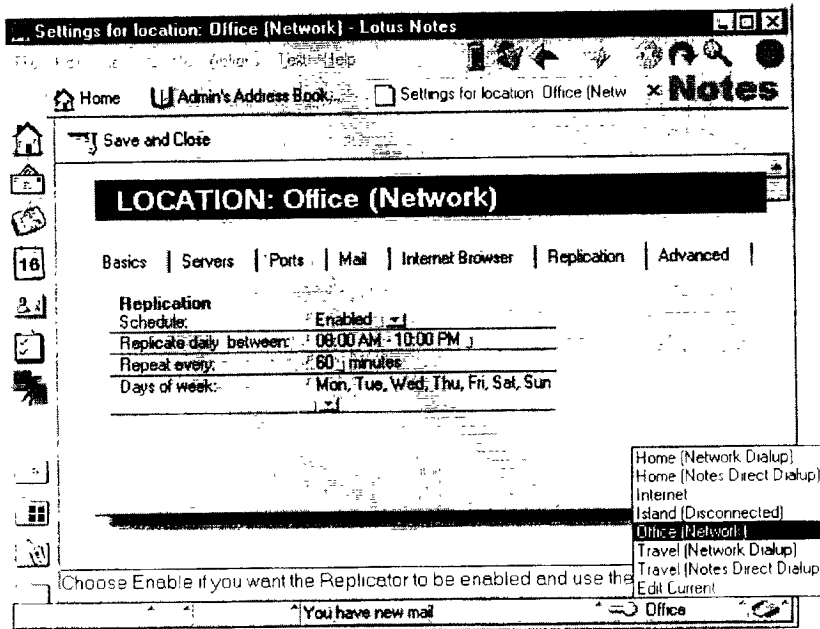 Settings for location: Office (Network) - Lotus Notes
Text Help
Home
Admin's Address Book
Settings for location Office (Netw
Notes
Save and Close
LOCATION: Office (Network)
16
Basics | Servers | Ports | Mail | Internet Browser | Replication | Advanced |
Replication
Schedule: Enabled
Replicate daily between: 08:00 AM - 10:00 PM
Repeat every: 60 minutes
Days of week: Mon, Tue, Wed, Thu, Fri, Sat, Sun
Home (Network Dialup)
Home (Notes Direct Dialup)
Internet
Island (Disconnected)
Office (Network)
Travel (Network Dialup)
Travel (Notes Direct Dialup
Edit Current
Choose Enable if you want the Replicator to be enabled and use the
You have new mail
Office